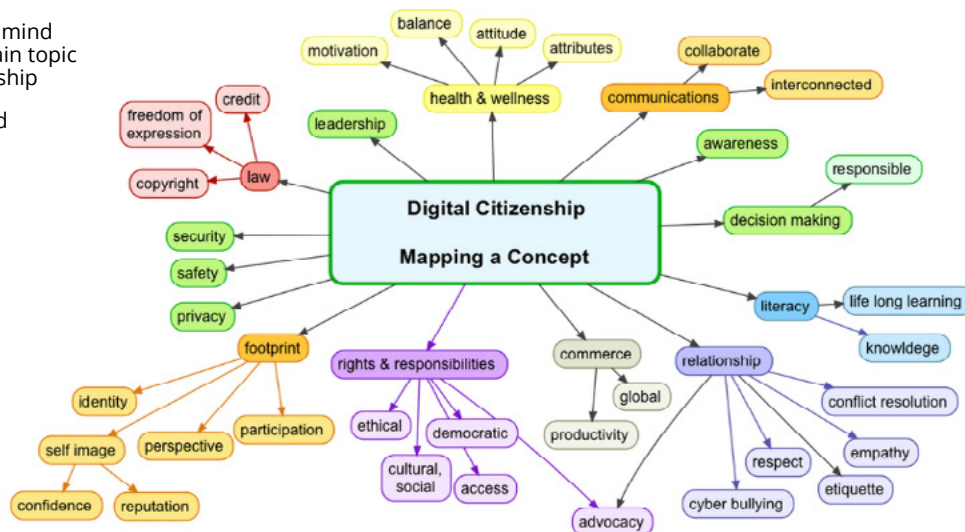 mind
ain topic
ship
d
balance
attitude
motivation
attributes
health & wellness
collaborate
communications
interconnected
credit
freedom of
expression
copyright
law
leadership
awareness
responsible
decision making
Digital Citizenship
Mapping a Concept
security
safety
privacy
literacy
life long learning
knowldege
footprint
identity
self image
perspective
participation
confidence
reputation
rights & responsibilities
ethical
cultural,
social
democratic
access
advocacy
commerce
global
productivity
relationship
conflict resolution
empathy
etiquette
respect
cyber bullying